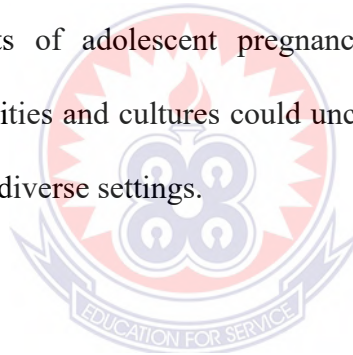 ts of adolescent pregnanc
ities and cultures could unc
diverse settings.
EDUCATION FOR SERVICE